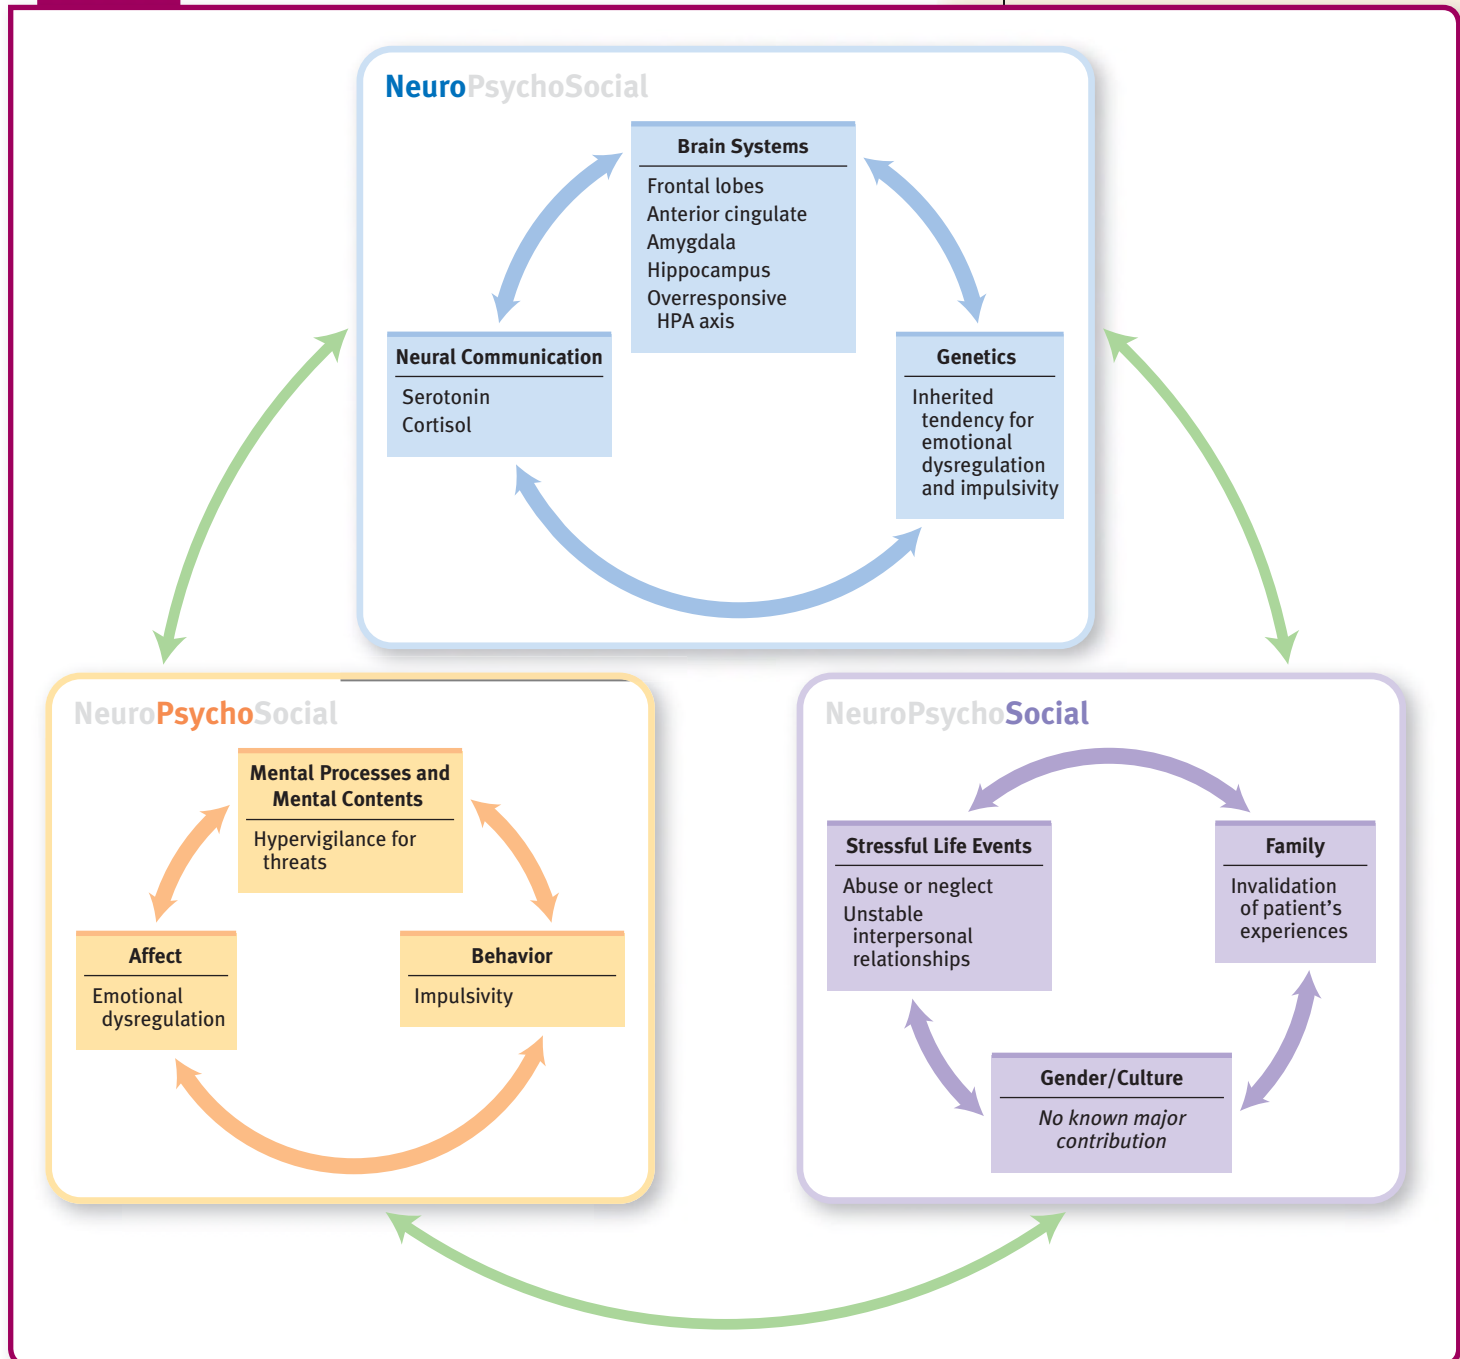 NeuroPsychoSocial
Brain Systems
Frontal lobes
Anterior cingulate
Amygdala
Hippocampus
Overresponsive
HPA axis
Neural Communication
Serotonin
Cortisol
Genetics
Inherited
tendency for
emotional
dysregulation
and impulsivity
NeuroPsychoSocial
Mental Processes and
Mental Contents
Hypervigilance for
threats
Affect
Emotional
dysregulation
Behavior
Impulsivity
NeuroPsychoSocial
Stressful Life Events
Abuse or neglect
Unstable
interpersonal
relationships
Family
Invalidation
of patient’s
experiences
Gender/Culture
No known major
contribution